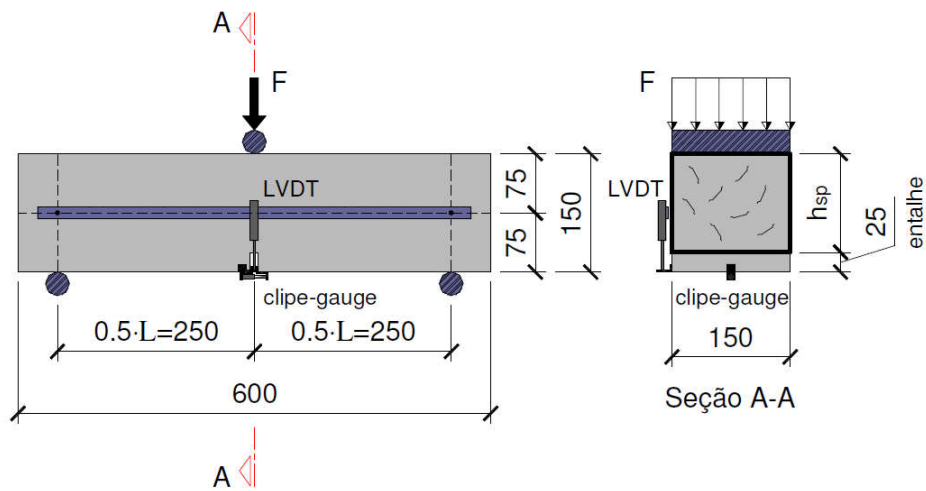 A
F
LVDT
75
75
150
clipe-gauge
0.5·L=250
0.5·L=250
600
A
F
LVDT
hsp
25
entalhe
clipe-gauge
150
Seção A-A